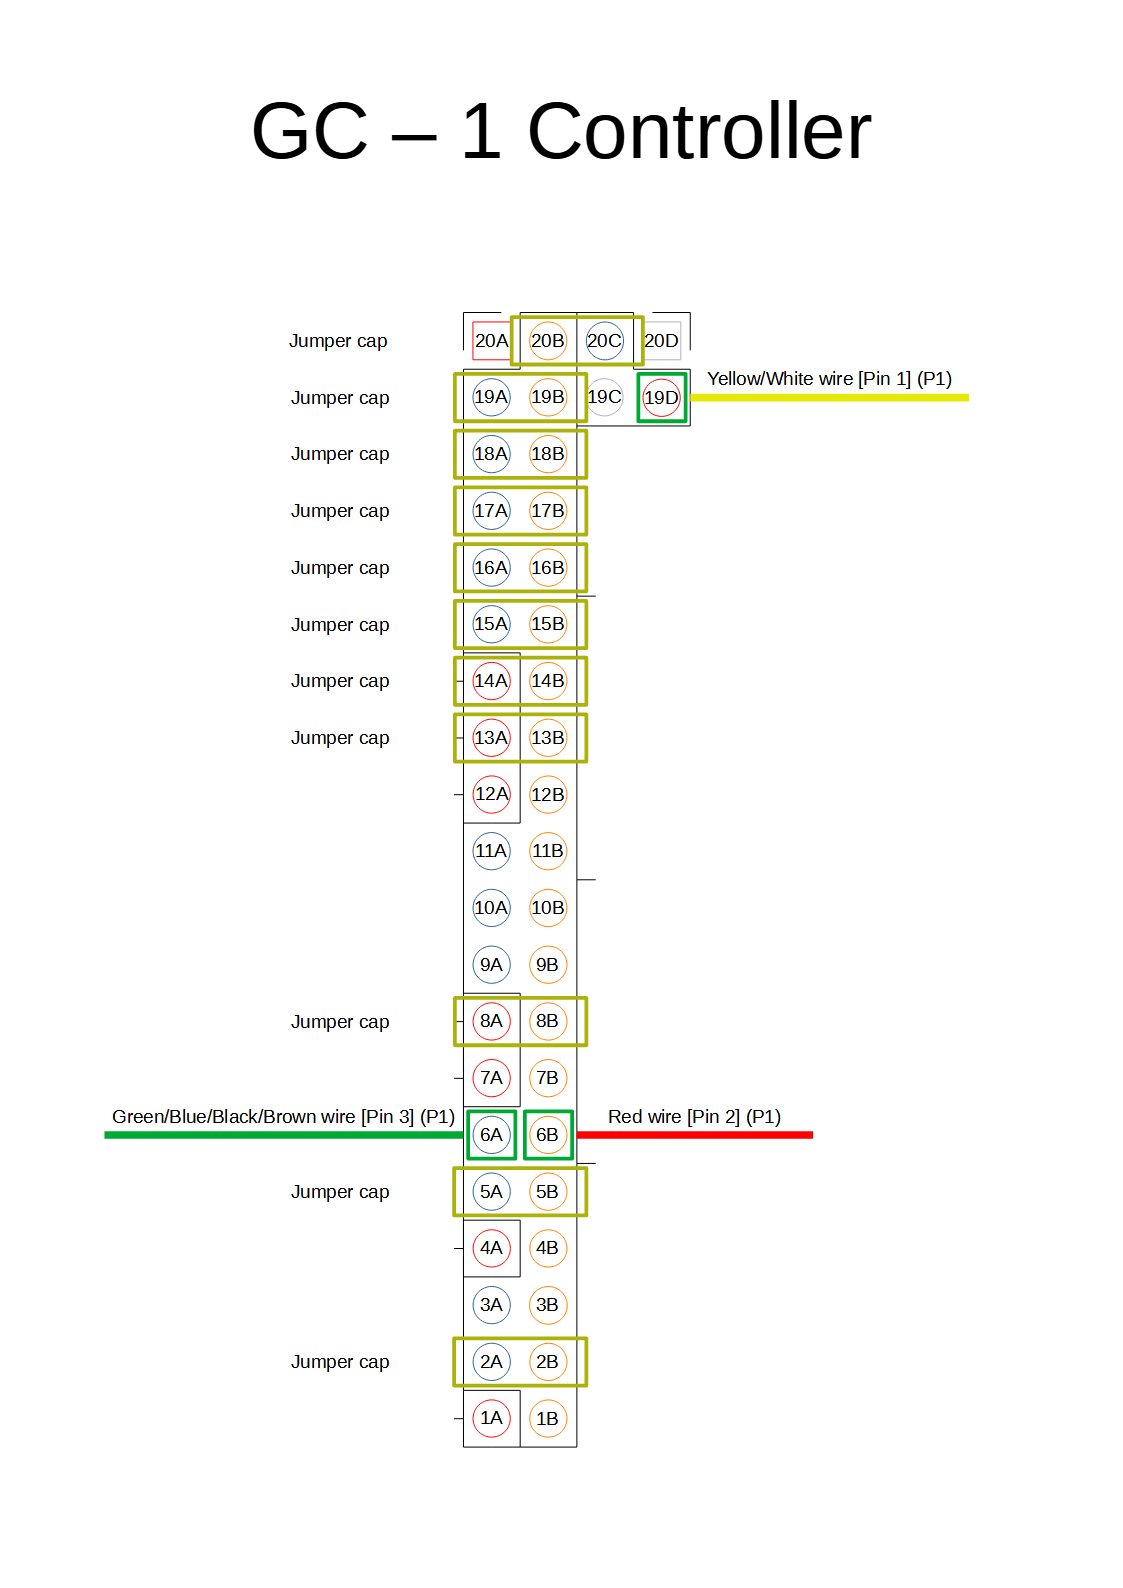 GC – 1 Controller
Jumper cap 20A 20B 20C 20D
Yellow/White wire [Pin 1] (P1)
Jumper cap 19A 19B 19C 19D
Jumper cap 18A 18B
Jumper cap 17A 17B
Jumper cap 16A 16B
Jumper cap 15A 15B
Jumper cap 14A 14B
Jumper cap 13A 13B
12A 12B
11A 11B
10A 10B
9A 9B
Jumper cap 8A 8B
7A 7B
Green/Blue/Black/Brown wire [Pin 3] (P1) Red wire [Pin 2] (P1)
6A 6B
Jumper cap 5A 5B
4A 4B
3A 3B
Jumper cap 2A 2B
1A 1B